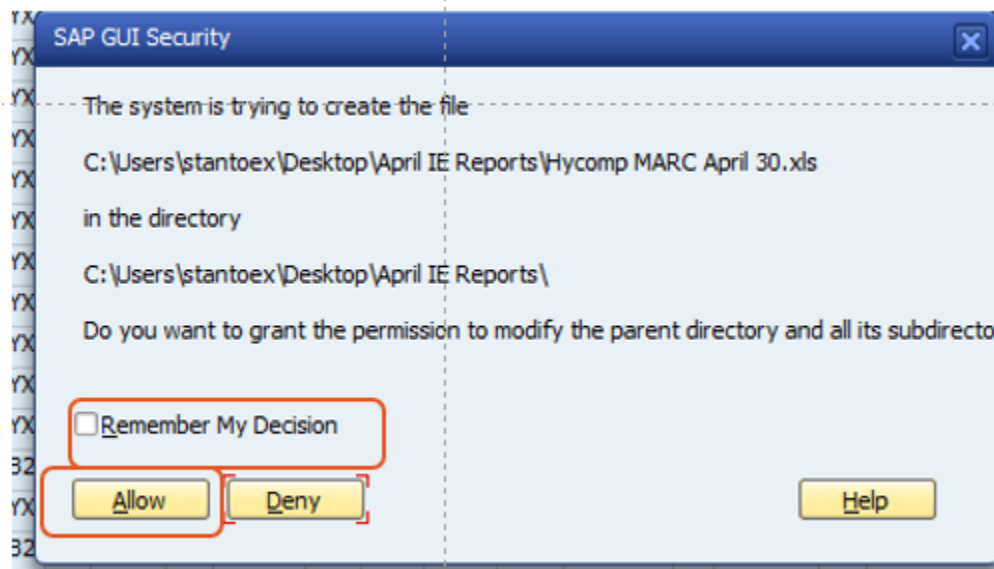 SAP GUI Security
The system is trying to create the file
C:\Users\stantoex\Desktop\April IE Reports\Hycomp MARC April 30.xls
in the directory
C:\Users\stantoex\Desktop\April IE Reports\
Do you want to grant the permission to modify the parent directory and all its subdirecto
Remember My Decision
Allow Deny Help